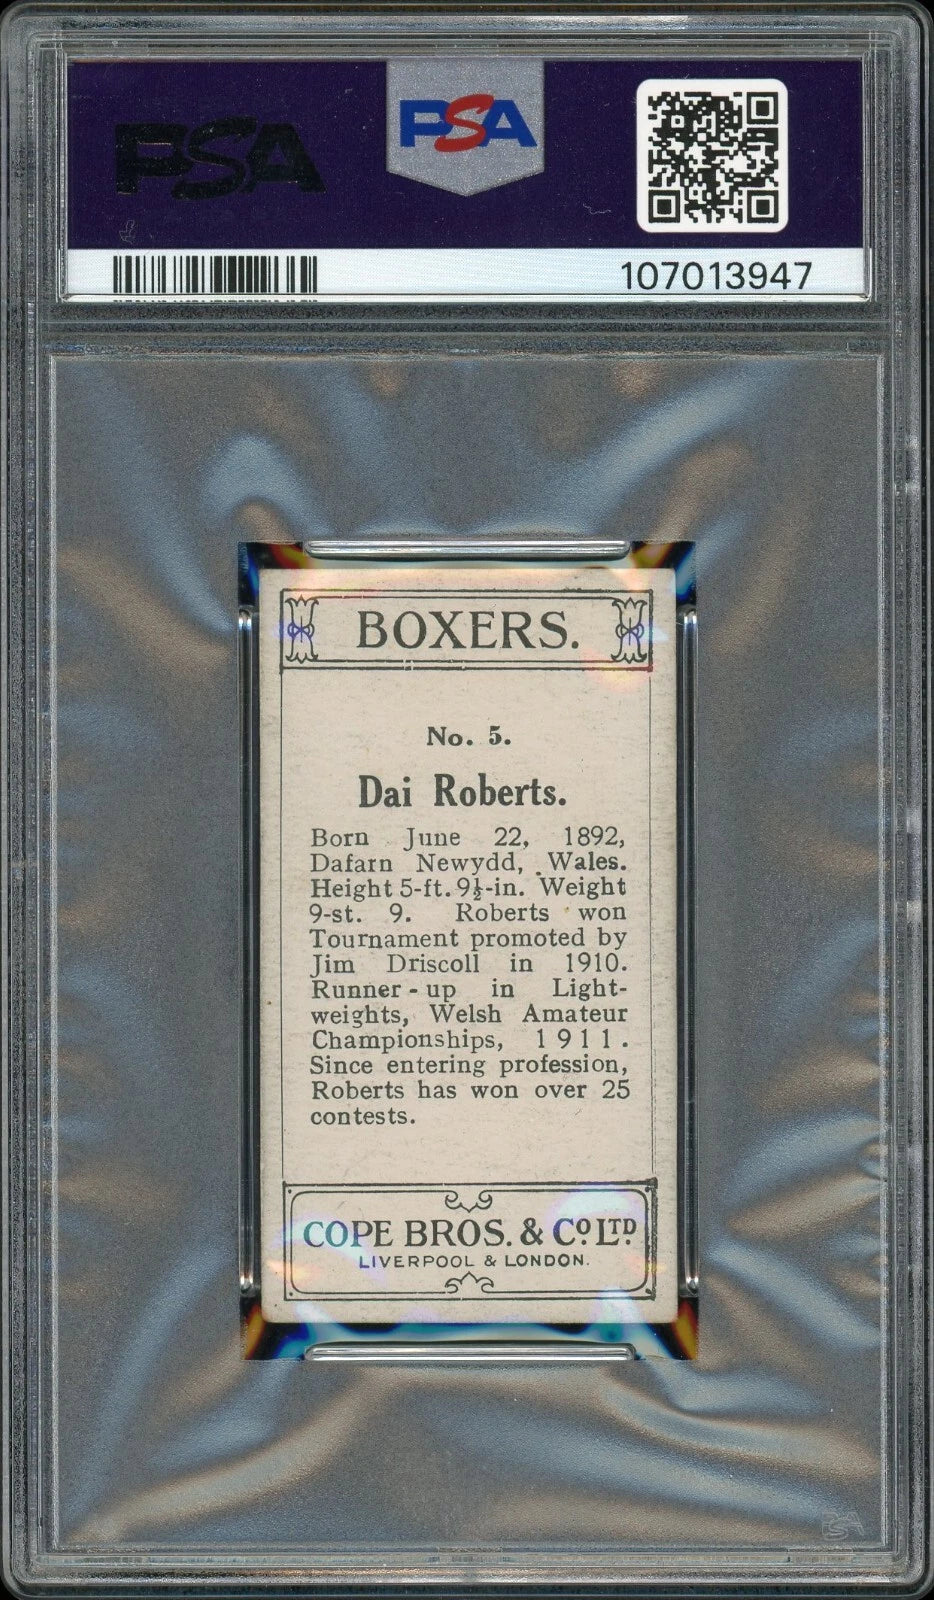 PSA
PSA
107013947
BOXERS.
No. 5.
Dai Roberts.
Born June 22, 1892,
Dafarn Newydd, Wales.
Height 5-ft. 9½-in. Weight
9-st. 9. Roberts won
Tournament promoted by
Jim Driscoll in 1910.
Runner-up in Light-
weights, Welsh Amateur
Championships, 1911.
Since entering profession,
Roberts has won over 25
contests.
COPE BROS. & Co. LTD.
LIVERPOOL & LONDON.
PSA